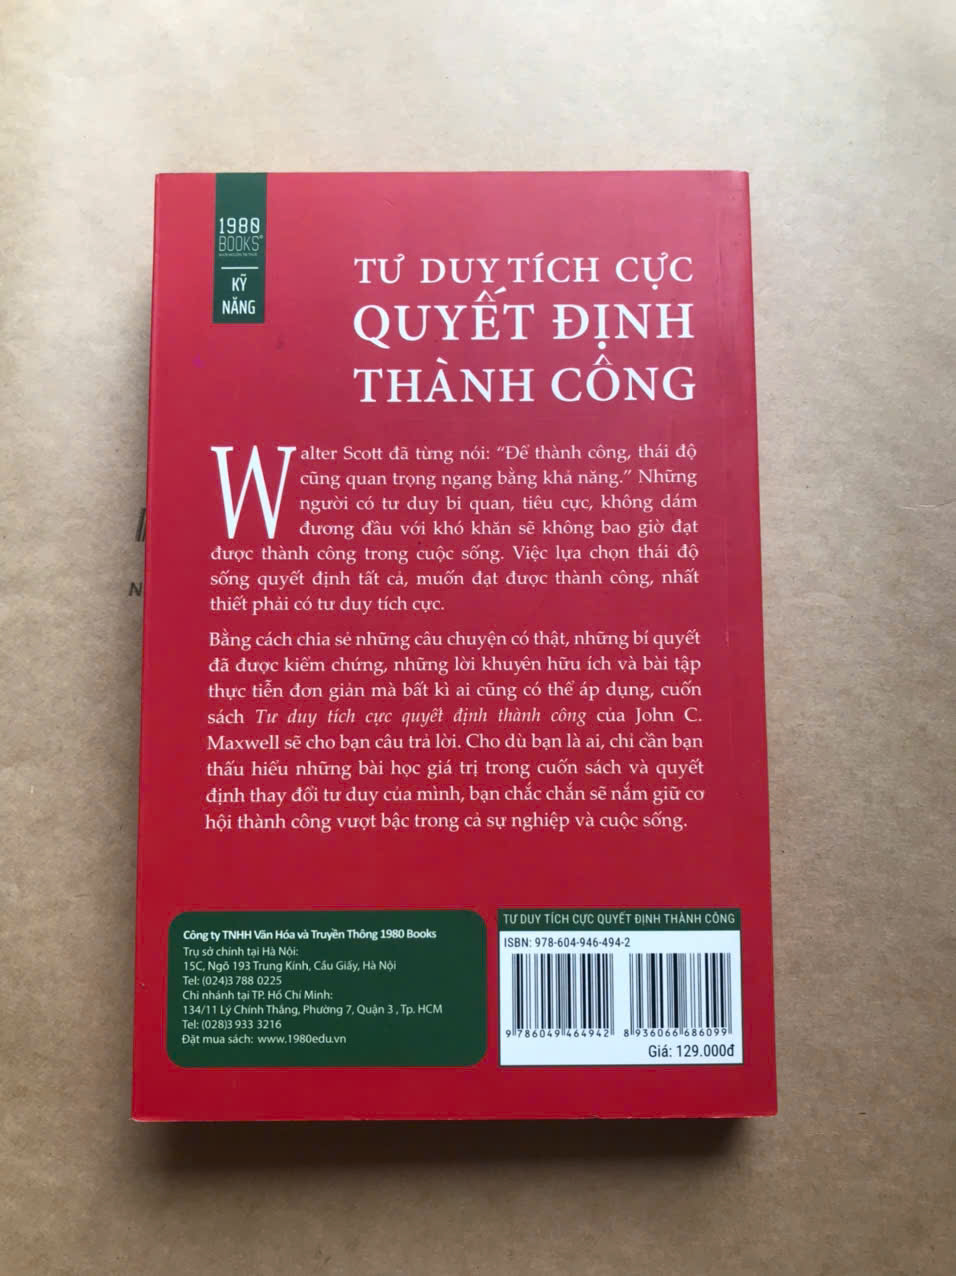 1980
BOOKS
KỸ
NĂNG
TƯ DUY TÍCH CỰC
QUYẾT ĐỊNH
THÀNH CÔNG
Walter Scott đã từng nói: “Để thành công, thái độ
cũng quan trọng ngang bằng khả năng.” Những
người có tư duy bi quan, tiêu cực, không dám
đương đầu với khó khăn sẽ không bao giờ đạt
được thành công trong cuộc sống. Việc lựa chọn thái độ
sống quyết định tất cả, muốn đạt được thành công, nhất
thiết phải có tư duy tích cực.
Bằng cách chia sẻ những câu chuyện có thật, những bí quyết
đã được kiểm chứng, những lời khuyên hữu ích và bài tập
thực tiễn đơn giản mà bất kì ai cũng có thể áp dụng, cuốn
sách Tư duy tích cực quyết định thành công của John C.
Maxwell sẽ cho bạn câu trả lời. Cho dù bạn là ai, chỉ cần bạn
thấu hiểu những bài học giá trị trong cuốn sách và quyết
định thay đổi tư duy của mình, bạn chắc chắn sẽ nắm giữ cơ
hội thành công vượt bậc trong cả sự nghiệp và cuộc sống.
Công ty TNHH Văn Hóa và Truyền Thông 1980 Books
Trụ sở chính tại Hà Nội:
15C, Ngõ 193 Trung Kính, Cầu Giấy, Hà Nội
Tel: (024)3 788 0225
Chi nhánh tại TP. Hồ Chí Minh:
134/11 Lý Chính Thắng, Phường 7, Quận 3 , Tp. HCM
Tel: (028)3 933 3216
Đặt mua sách: www.1980edu.vn
TƯ DUY TÍCH CỰC QUYẾT ĐỊNH THÀNH CÔNG
ISBN: 978-604-946-494-2
9 786049 464942 8 936066 686099
Giá: 129.000đ